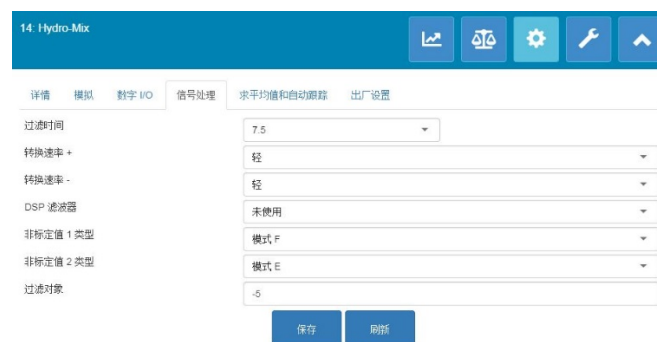 14: Hydro-Mix
详情 模拟 数字 I/O 信号处理 求平均值和自动跟踪 出厂设置
过滤时间 7.5
转换速率 + 轻
转换速率 - 轻
DSP 滤波器 未使用
非标定值 1 类型 模式 F
非标定值 2 类型 模式 E
过滤对象 -5
保存 刷新